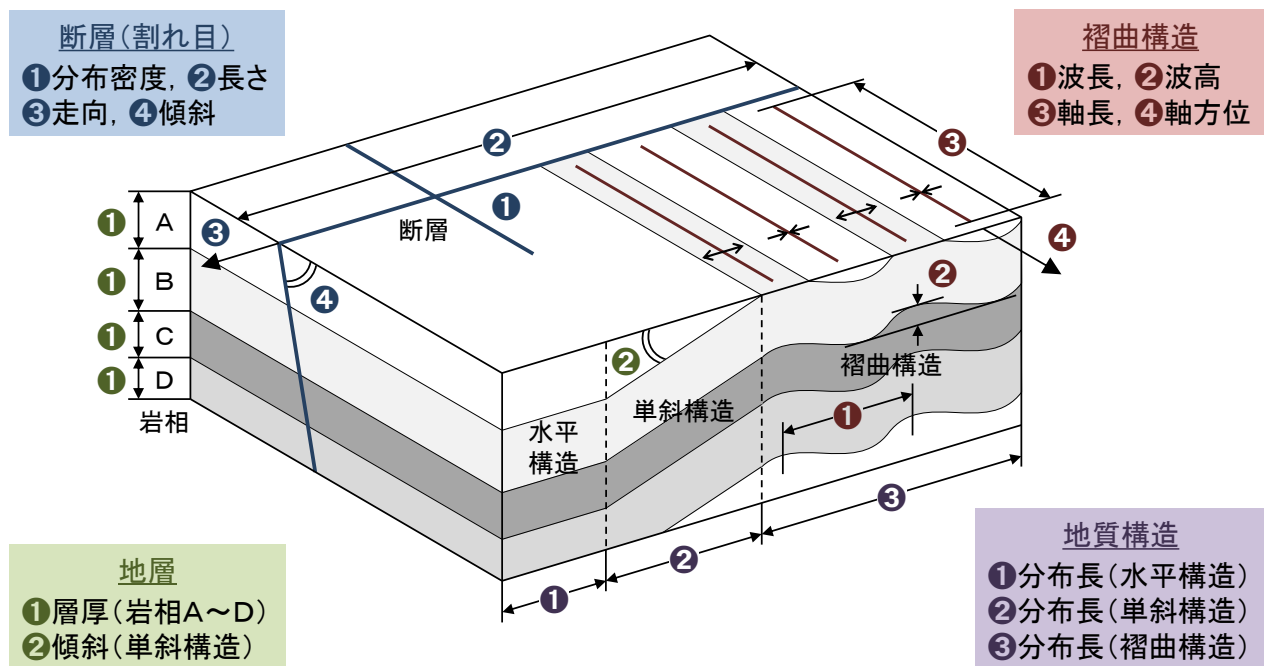 断層(割れ目)
❶分布密度, ❷長さ
❸走向, ❹傾斜
褶曲構造
❶波長, ❷波高
❸軸長, ❹軸方位
❷
❸
❶
断層
❶
A
❸
❹
❶
B
❹
❷
❶
C
❷
褶曲構造
❶
D
岩相
単斜構造
❶
水平
構造
❸
❷
❶
地層
❶層厚(岩相A～D)
❷傾斜(単斜構造)
地質構造
❶分布長(水平構造)
❷分布長(単斜構造)
❸分布長(褶曲構造)